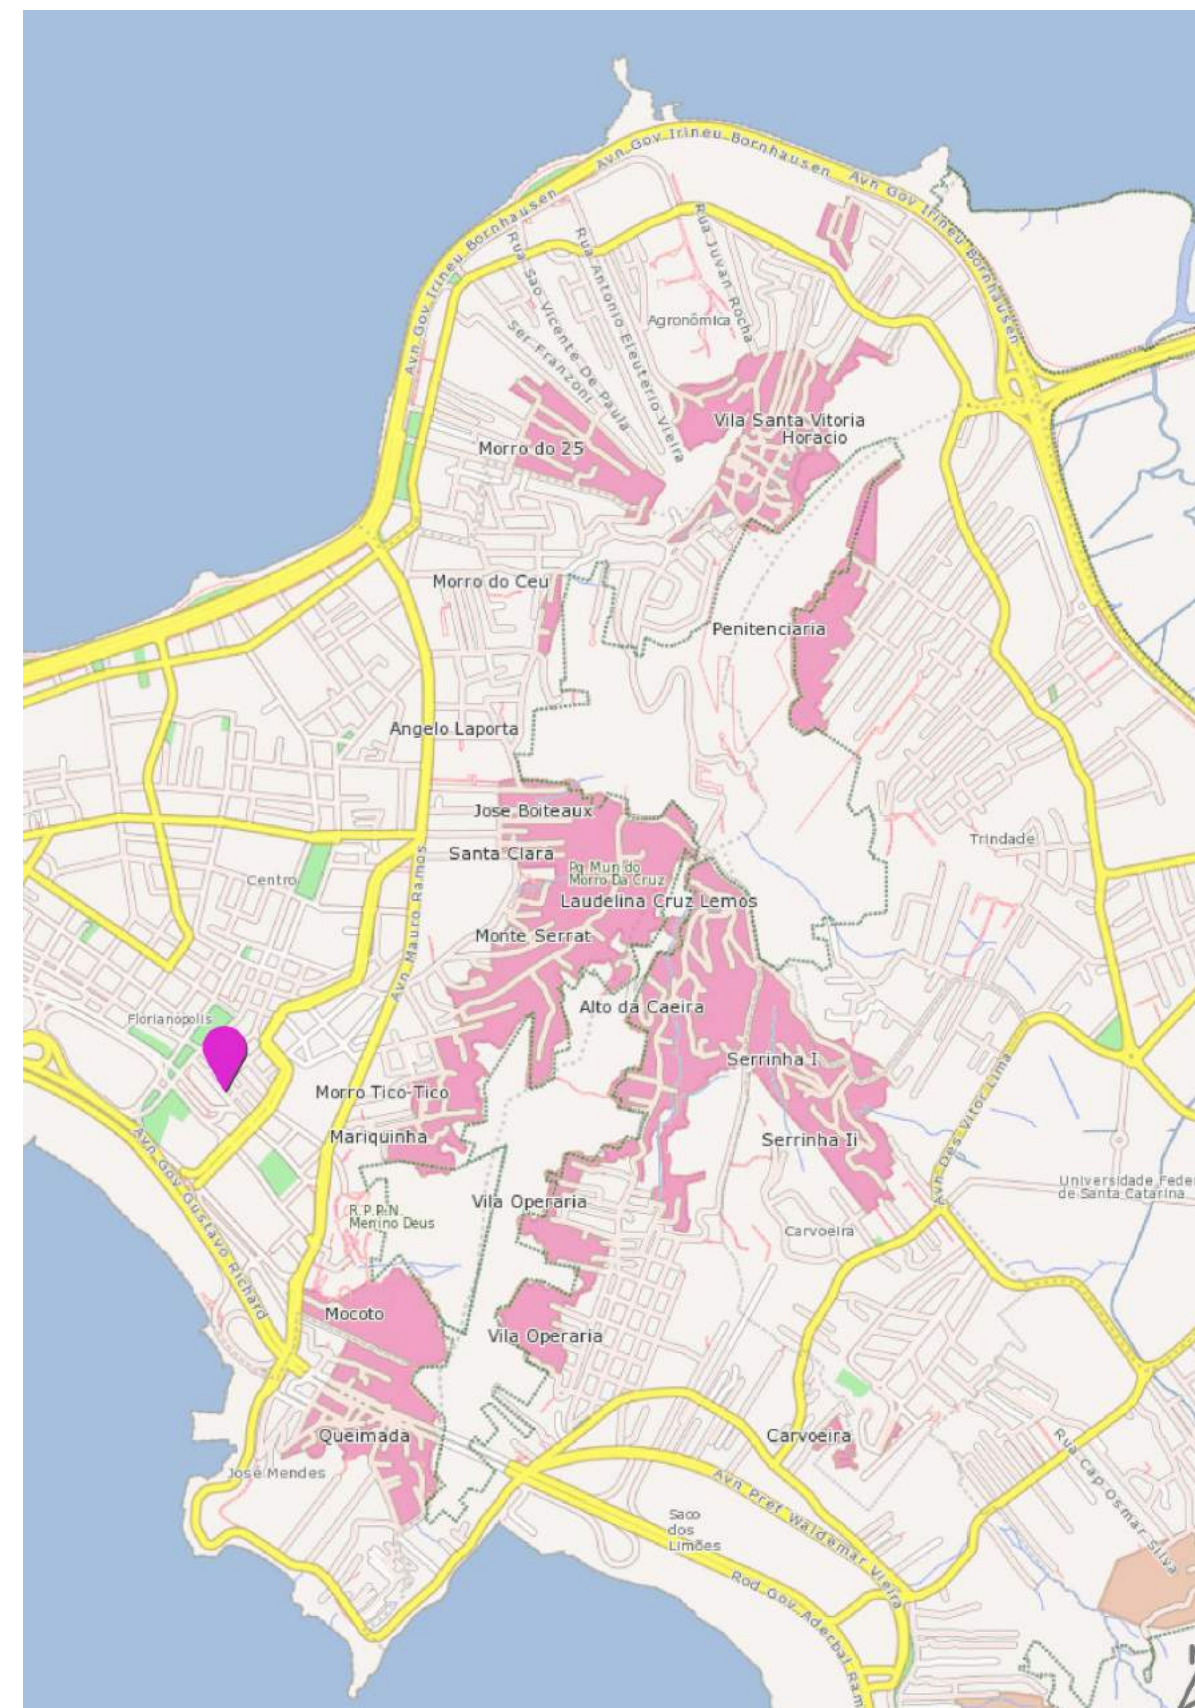 Avn Gov Irineu Bornhausen
Avn Gov Irineu Bornhausen
Avn Gov Irineu Bornhausen
Rua Juvan Rocha
Rua Sao Vicente De Paula
Rua Antonio Eleuterio Vieira
Ser Franzoni
Agronômica
Vila Santa Vitoria
Horacio
Morro do 25
Morro do Ceu
Penitenciaria
Angelo Laporta
Jose Boiteaux
Trindade
Santa Clara
Centro
Pq Mun do
Morro Da Cruz
Laudelina Cruz Lemos
Avn Mauro Ramos
Monte Serrat
Alto da Caeira
Florianopolis
Serrinha I
Morro Tico-Tico
Mariquinha
Serrinha Ii
Avn Des Vitor Lima
Avn Gov Gustavo Richard
Universidade Feder
de Santa Catarina
Vila Operaria
R.P.P.N.
Menino Deus
Carvoeira
Mocoto
Vila Operaria
Queimada
Carvoeira
José Mendes
Rua Cap Osmar Silva
Avn Pref Waldemar Vieira
Saco
dos
Limões
Rod Gov Aderbal Ram